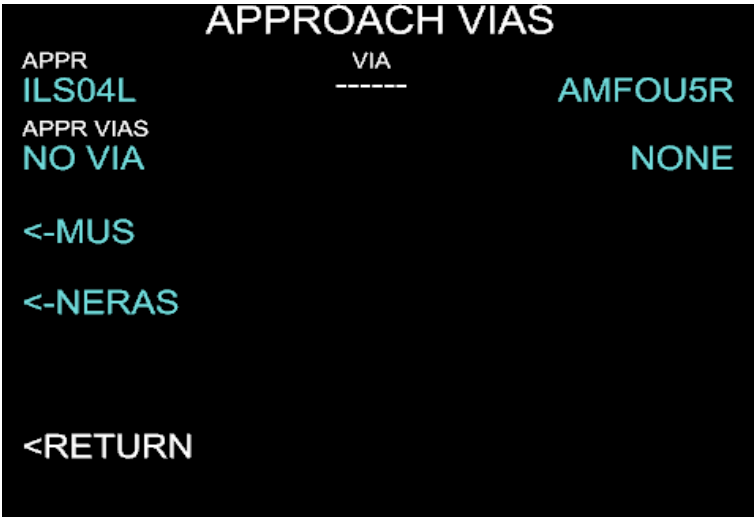 APPROACH VIAS
APPR VIA
ILS04L ------ AMFOU5R
APPR VIAS
NO VIA NONE
<-MUS
<-NERAS
<RETURN